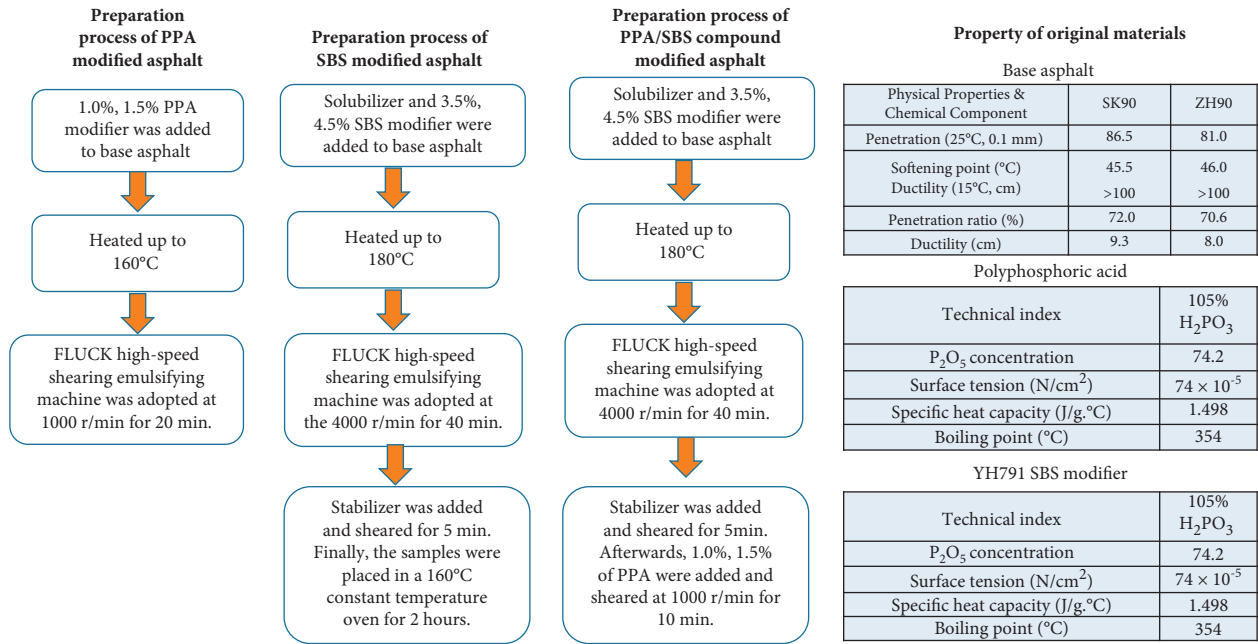 Preparation
process of PPA
modified asphalt
1.0%, 1.5% PPA
modifier was added
to base asphalt
Heated up to
160°C
FLUCK high-speed
shearing emulsifying
machine was adopted at
1000 r/min for 20 min.
Preparation process of
SBS modified asphalt
Solubilizer and 3.5%,
4.5% SBS modifier were
added to base asphalt
Heated up to
180°C
FLUCK high-speed
shearing emulsifying
machine was adopted at
the 4000 r/min for 40 min.
Stabilizer was added
and sheared for 5 min.
Finally, the samples were
placed in a 160°C
constant temperature
oven for 2 hours.
Preparation process of
PPA/SBS compound
modified asphalt
Solubilizer and 3.5%,
4.5% SBS modifier were
added to base asphalt
Heated up to
180°C
FLUCK high-speed
shearing emulsifying
machine was adopted at
4000 r/min for 40 min.
Stabilizer was added
and sheared for 5min.
Afterwards, 1.0%, 1.5%
of PPA were added and
sheared at 1000 r/min for
10 min.
Property of original materials
Base asphalt
Physical Properties &
Chemical Component
SK90
ZH90
Penetration (25°C, 0.1 mm) 86.5 81.0
Softening point (°C) 45.5 46.0
Ductility (15°C, cm) >100 >100
Penetration ratio (%) 72.0 70.6
Ductility (cm) 9.3 8.0
Polyphosphoric acid
Technical index
105%
H₂PO₃
P₂O₅ concentration 74.2
Surface tension (N/cm²) 74 × 10⁻⁵
Specific heat capacity (J/g.°C) 1.498
Boiling point (°C) 354
YH791 SBS modifier
Technical index
105%
H₂PO₃
P₂O₅ concentration 74.2
Surface tension (N/cm²) 74 × 10⁻⁵
Specific heat capacity (J/g.°C) 1.498
Boiling point (°C) 354